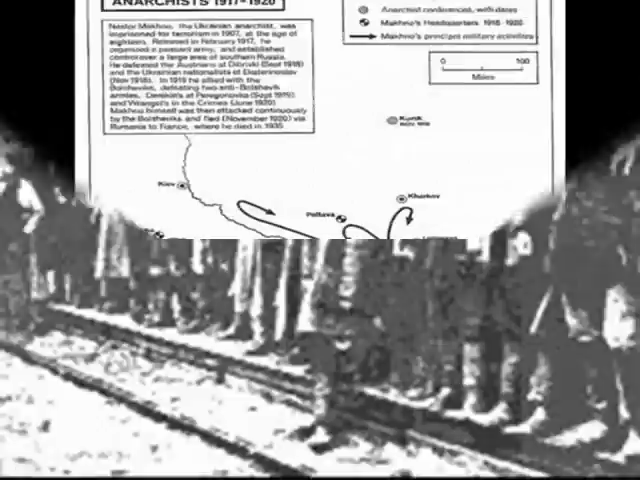 ANARCHISTS 1917-1920
Nestor Makhno, the Ukrainian anarchist, was
imprisoned for terrorism in 1907, at the age of
eighteen. Released in February 1917, he
organized a peasant army, and established
control over a large area of southern Russia.
He defeated the Austrians at Dibrivki (Sept 1918)
and the Ukrainian nationalists at Ekaterinoslav
(Nov 1918). In 1919 he allied with the
Bolsheviks, defeating two anti-Bolshevik
armies, Denikin's at Peregonovka (Sept 1919)
and Wrangel's in the Crimea (June 1920)
Makhno himself was then attacked continuously
by the Bolsheviks and fled (November 1920) via
Rumania to France, where he died in 1935
Anarchist conferences, with dates
Makhno's Headquarters 1918-1920
Makhno's principal military activities
0 100
Miles
Kursk
Kiev
Kharkov
Poltava